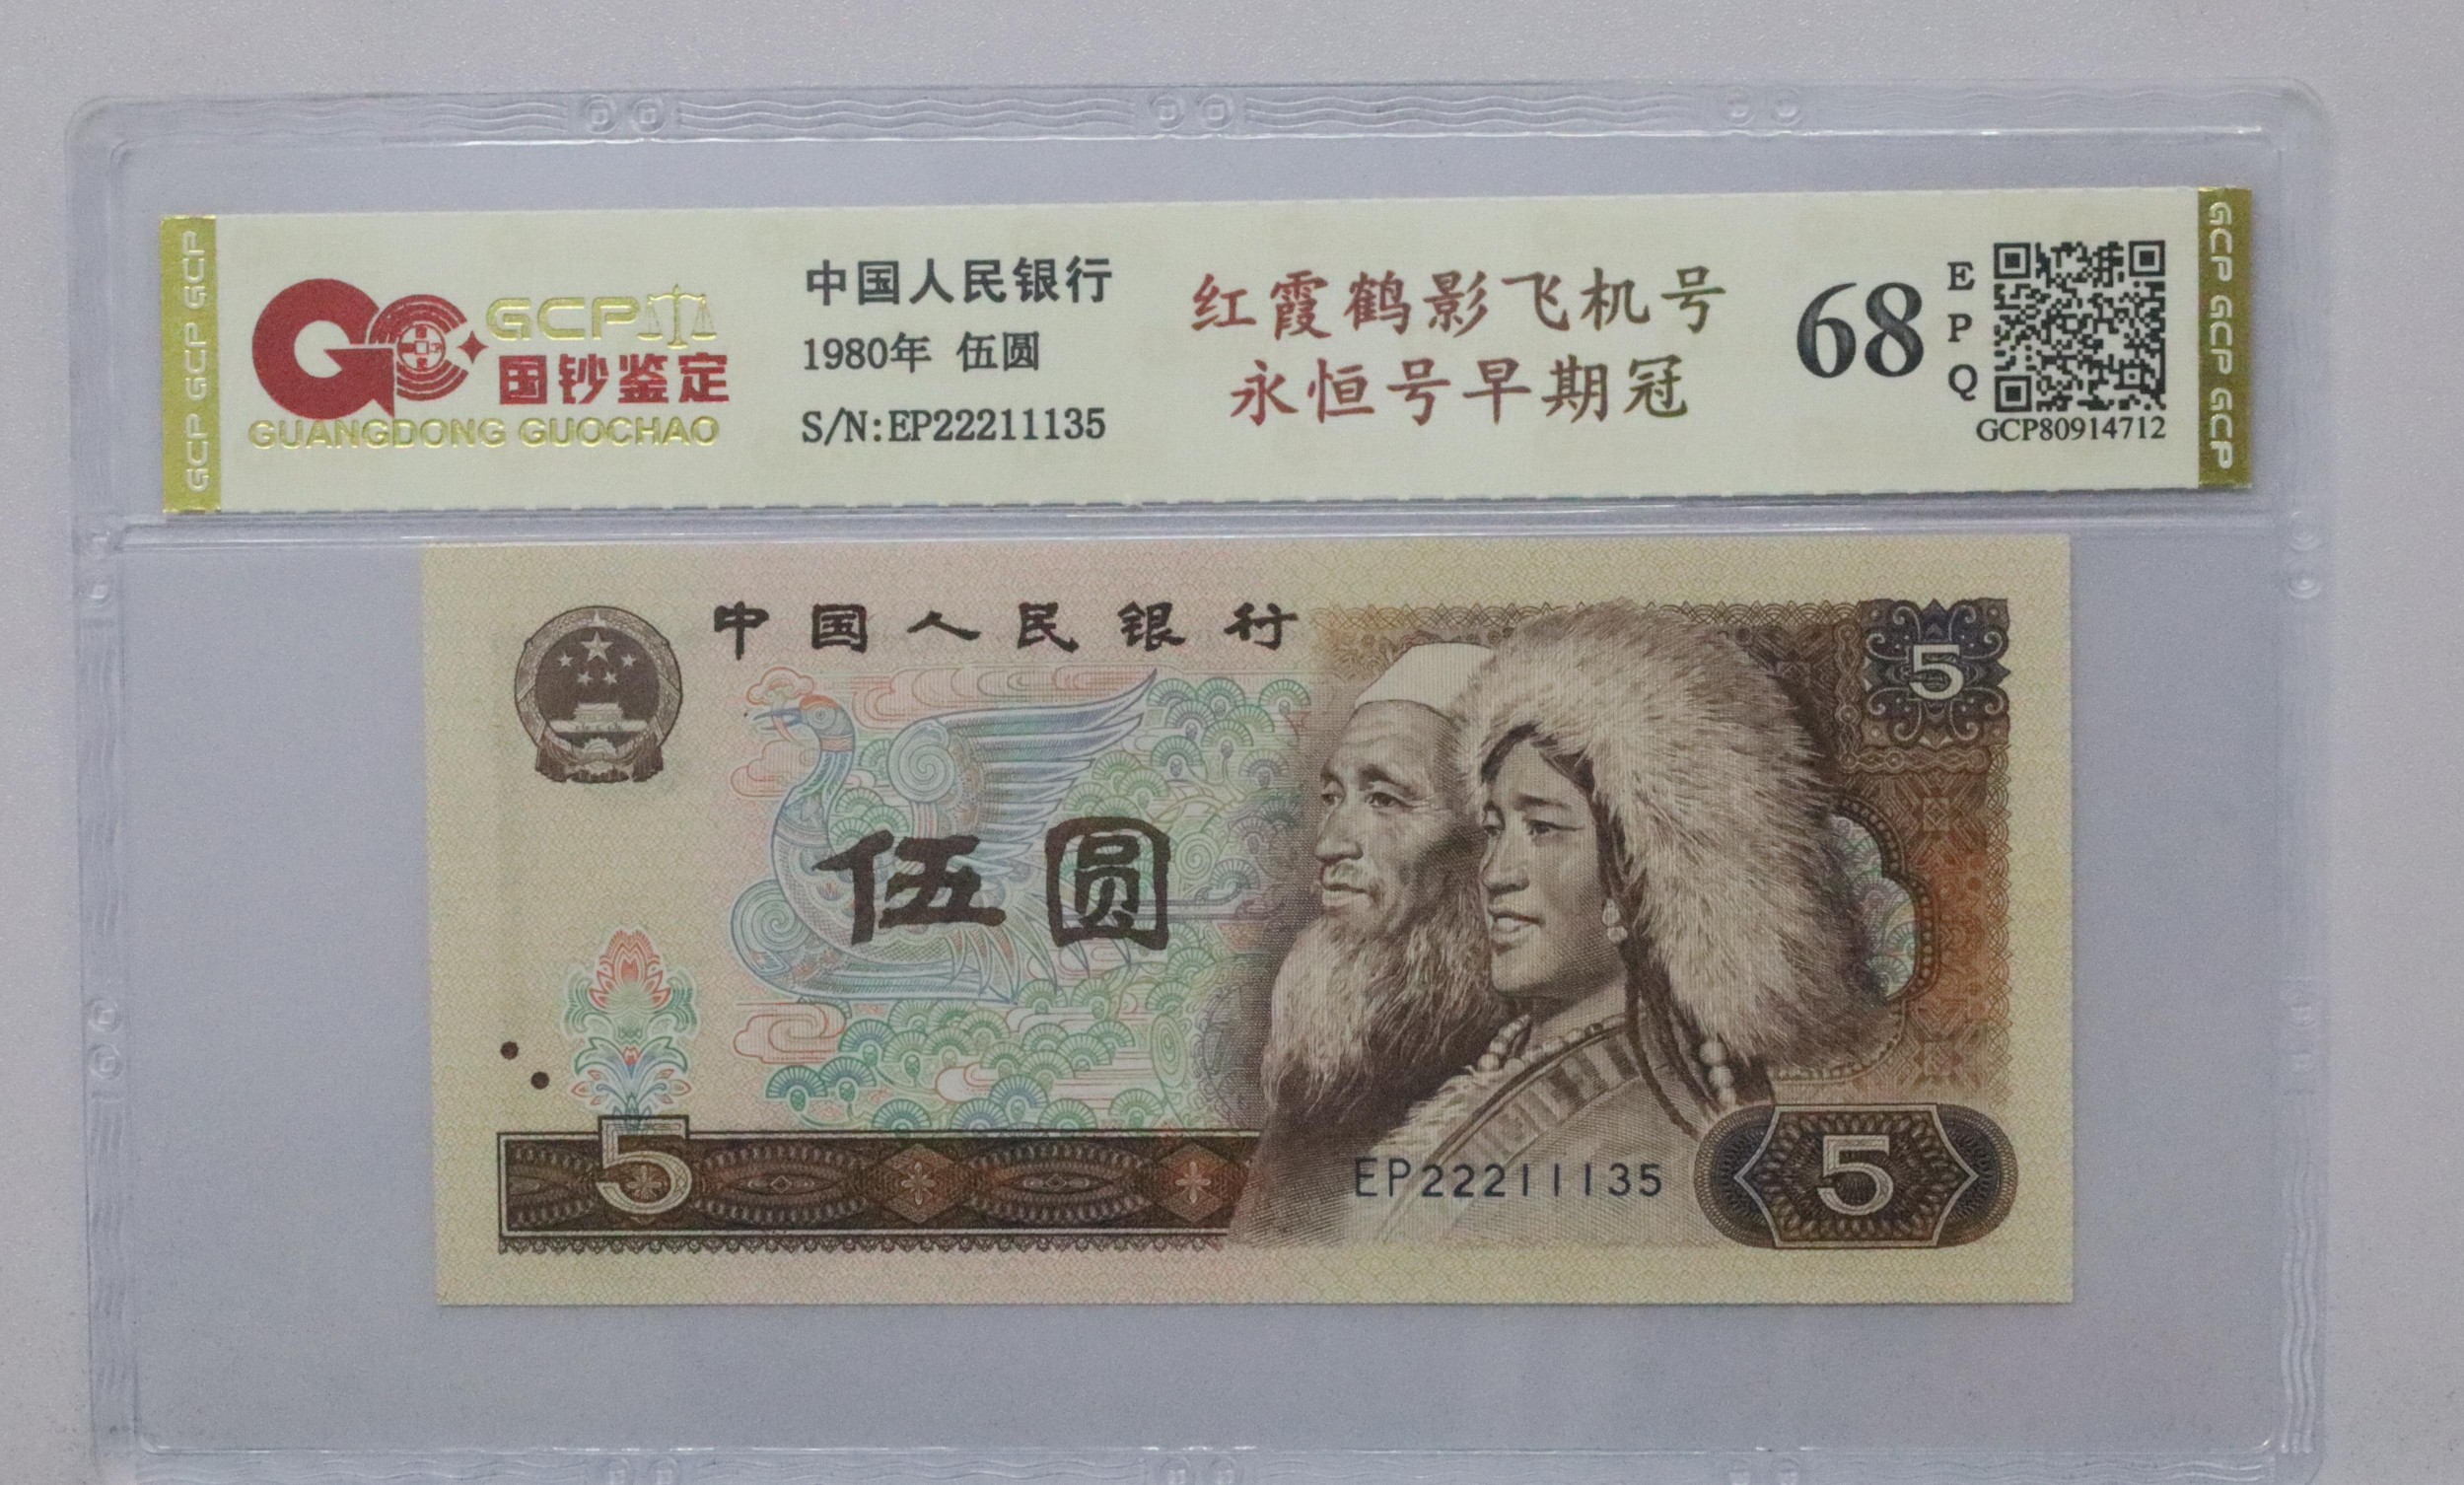 GCP GCP GCP
GCP
国钞鉴定
GUANGDONG GUOCHAO
中国人民银行
1980年 伍圆
S/N:EP22211135
红霞鹤影飞机号
永恒号早期冠
68
EPQ
GCP80914712
GCP GCP GCP
中国人民银行
5
伍圆
1980
5
EP22211135
5